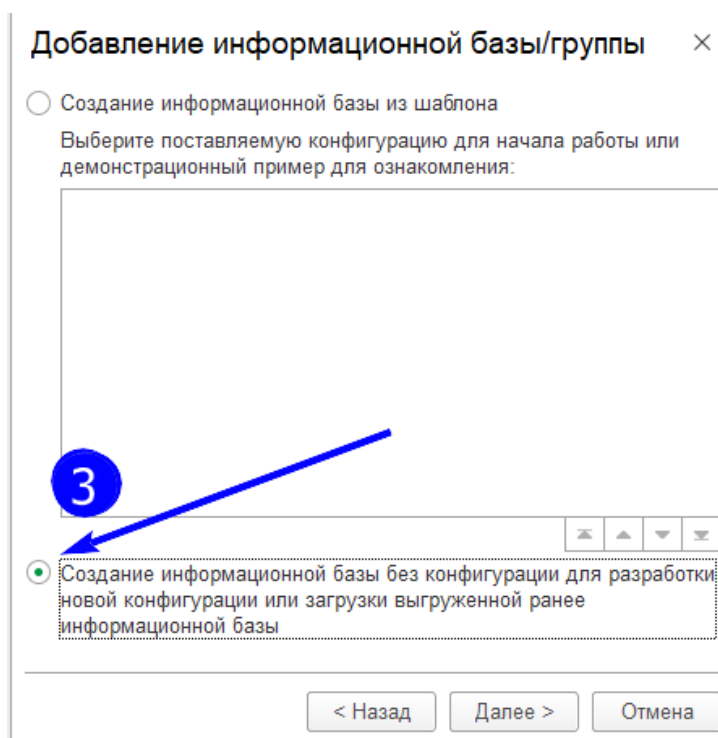 Добавление информационной базы/группы
Создание информационной базы из шаблона
Выберите поставляемую конфигурацию для начала работы или
демонстрационный пример для ознакомления:
3
Создание информационной базы без конфигурации для разработки
новой конфигурации или загрузки выгруженной ранее
информационной базы
< Назад
Далее >
Отмена